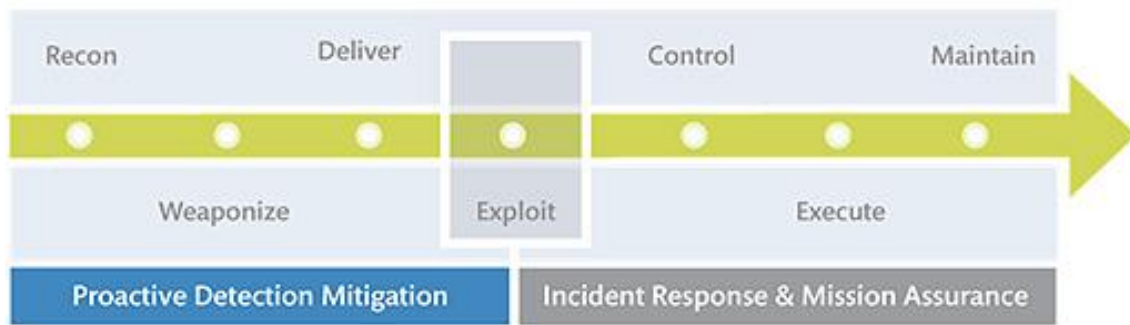 Recon
Deliver
Control
Maintain
Weaponize
Exploit
Execute
Proactive Detection Mitigation
Incident Response & Mission Assurance